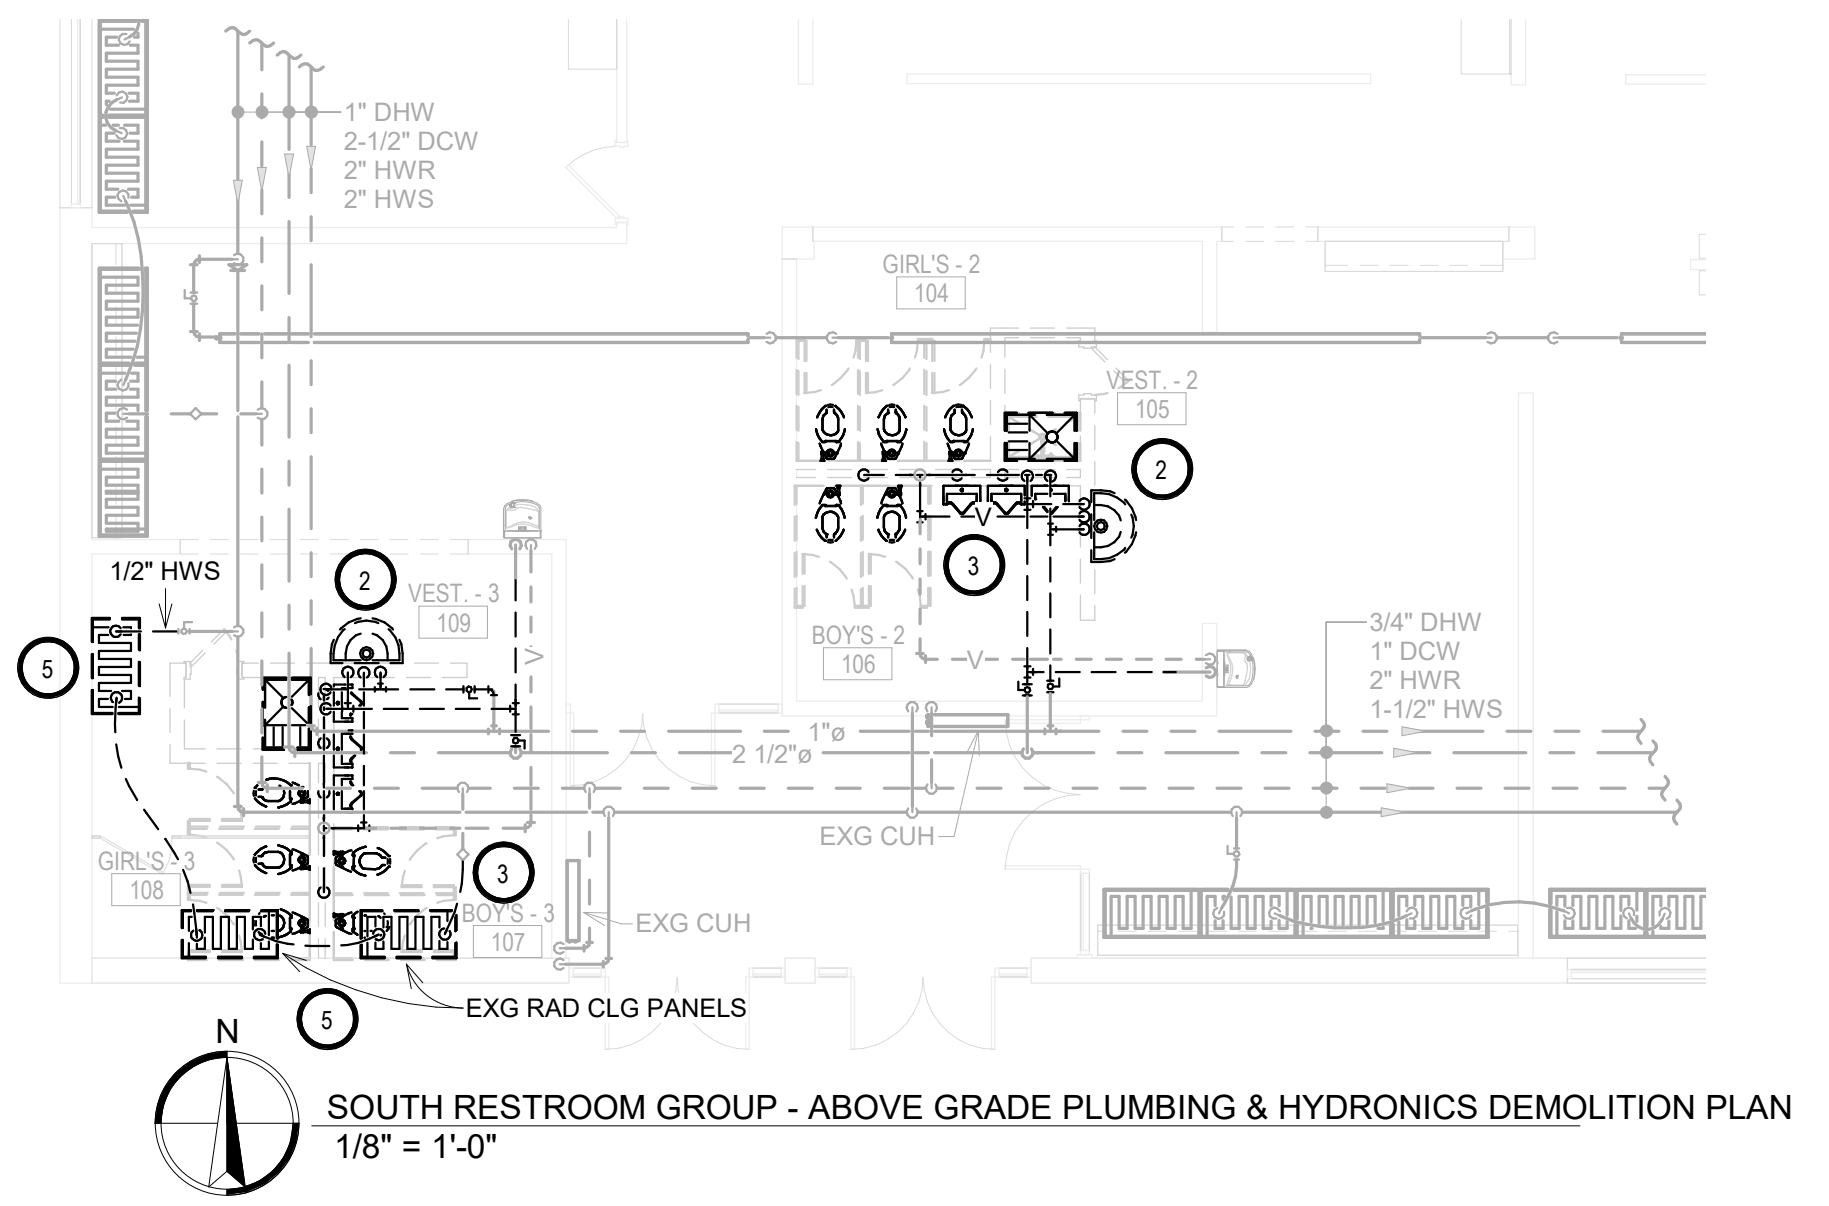 1" DHW
2-1/2" DCW
2" HWR
2" HWS
GIRL'S - 2
104
VEST. - 2
105
2
3
1/2" HWS
2
VEST. - 3
109
V
V
5
BOY'S - 2
106
V
3/4" DHW
1" DCW
2" HWR
1-1/2" HWS
1"ø
2 1/2"ø
EXG CUH
GIRL'S - 3
108
3
BOY'S - 3
107
EXG CUH
EXG RAD CLG PANELS
5
N
SOUTH RESTROOM GROUP - ABOVE GRADE PLUMBING & HYDRONICS DEMOLITION PLAN
1/8" = 1'-0"